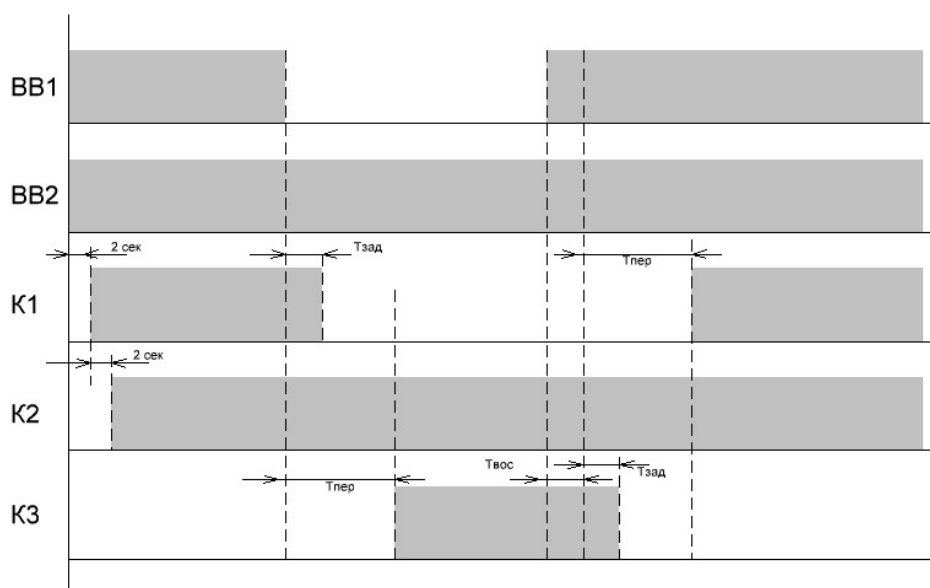 ВВ1
ВВ2
2 сек
Тзад
Тпер
К1
2 сек
К2
Твос
Тпер
Тзад
К3